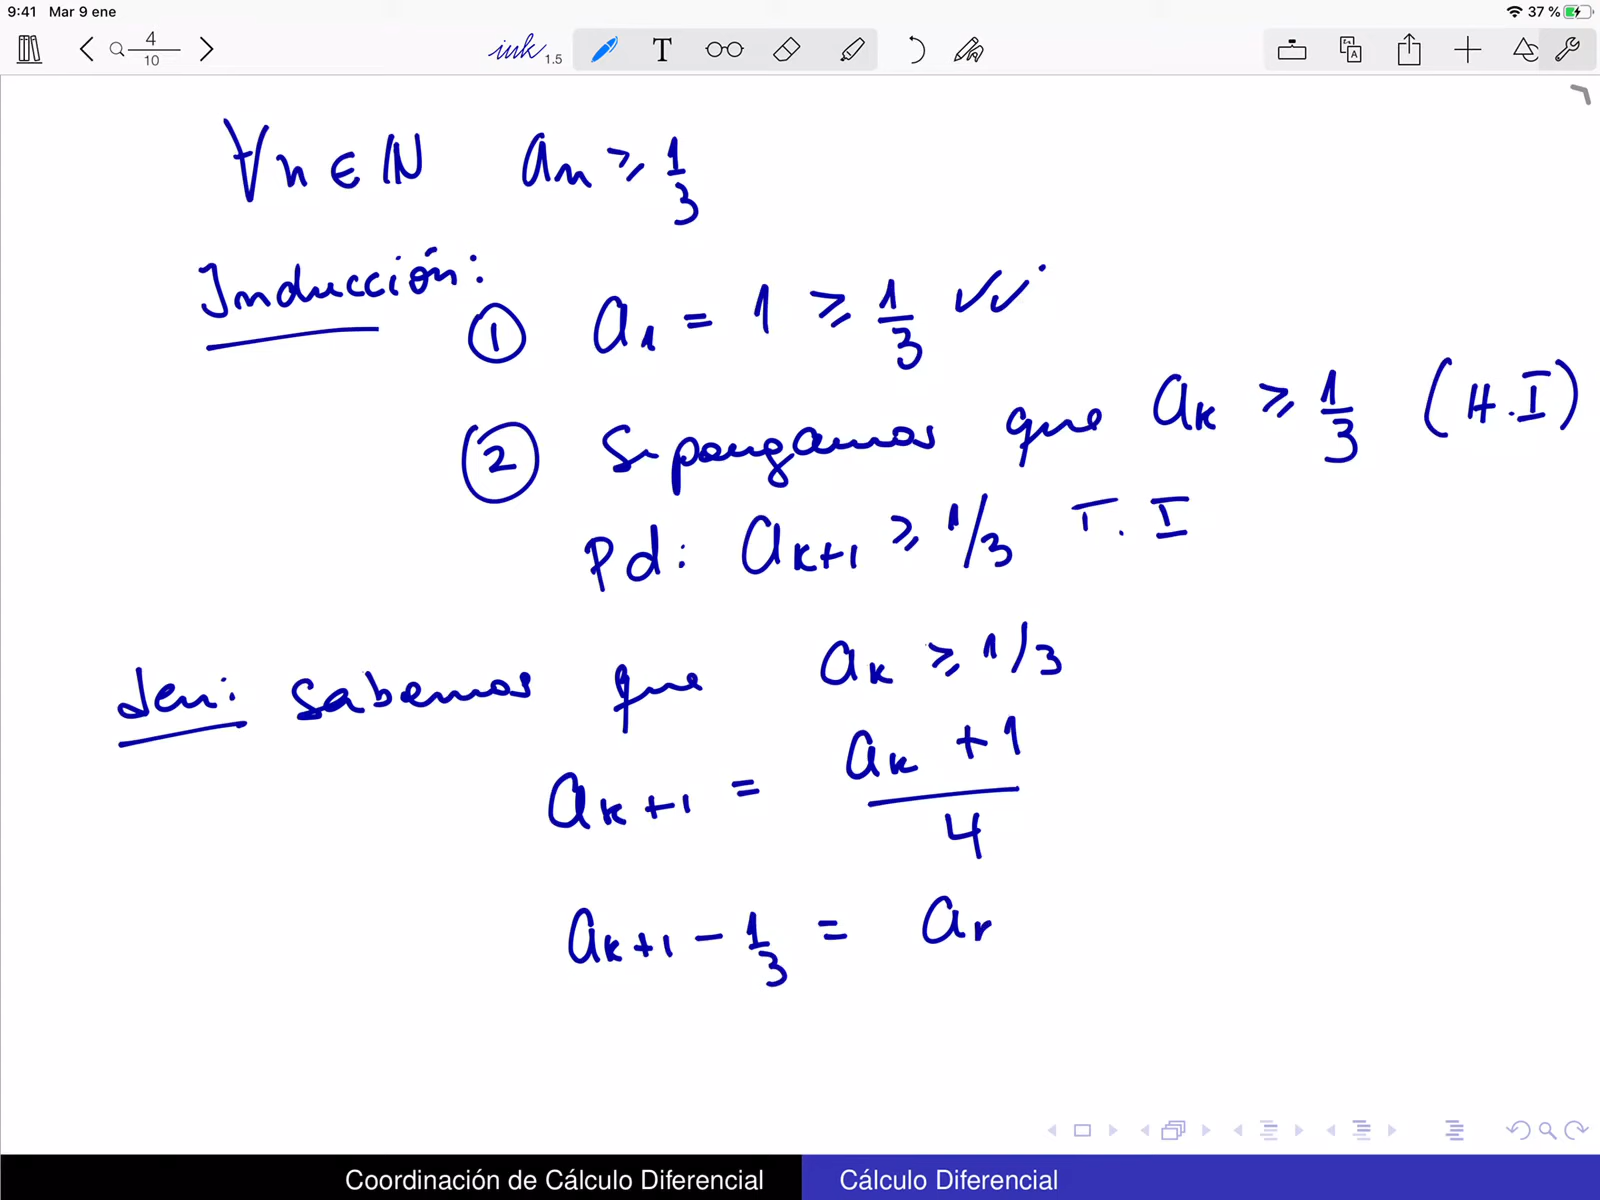 9:41 Mar 9 ene 37 %
4/10 ink 1.5 T
∀n ∈ ℕ aₙ ≥ 1/3
Inducción:
① a₁ = 1 ≥ 1/3 ✓✓
② Supongamos que aₖ ≥ 1/3 (H.I)
Pd: aₖ₊₁ ≥ 1/3 T.I
dem: sabemos que aₖ ≥ 1/3
aₖ₊₁ = (aₖ + 1)/4
aₖ₊₁ − 1/3 = aₖ
Coordinación de Cálculo Diferencial Cálculo Diferencial